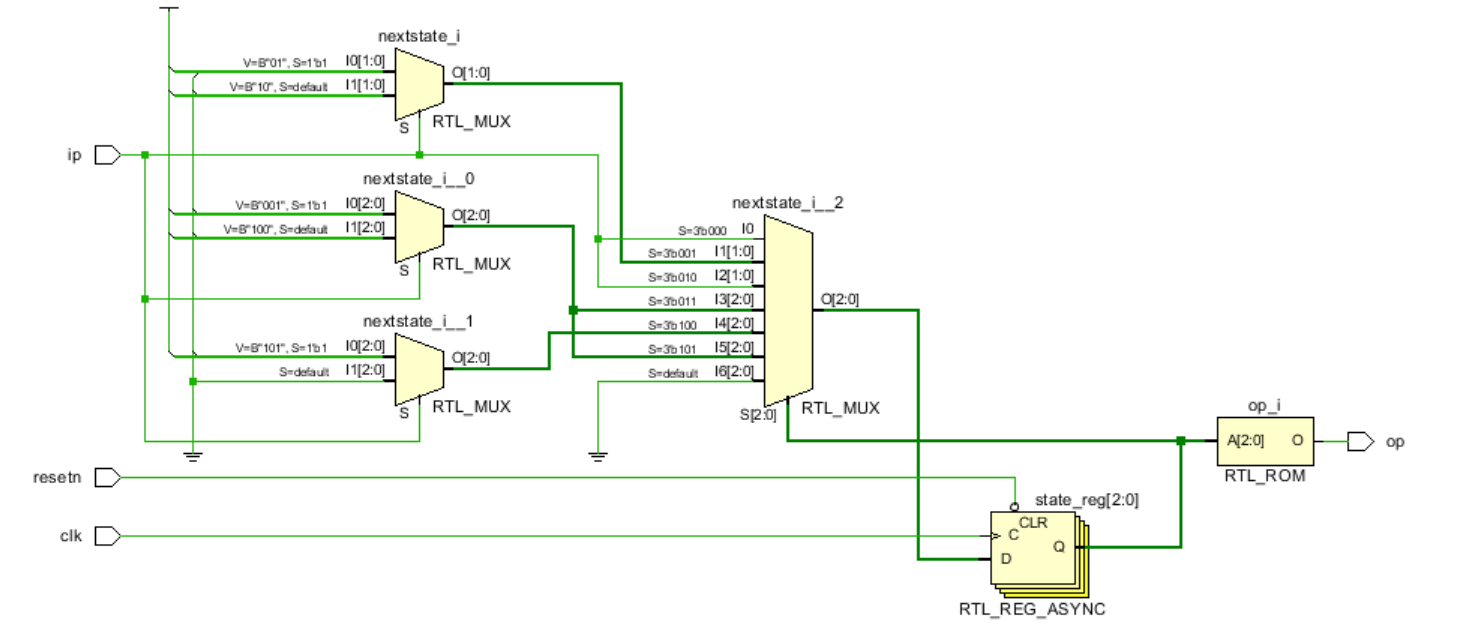 nextstate_i
V=B"01", S=1'b1 I0[1:0]
V=B"10", S=default I1[1:0]
O[1:0]
S
RTL_MUX
ip
nextstate_i__0
V=B"001", S=1'b1 I0[2:0]
V=B"100", S=default I1[2:0]
O[2:0]
S
RTL_MUX
nextstate_i__1
V=B"101", S=1'b1 I0[2:0]
S=default I1[2:0]
O[2:0]
S
RTL_MUX
nextstate_i__2
S=3'b000 I0
S=3'b001 I1[1:0]
S=3'b010 I2[1:0]
S=3'b011 I3[2:0]
S=3'b100 I4[2:0]
S=3'b101 I5[2:0]
S=default I6[2:0]
O[2:0]
S[2:0]
RTL_MUX
op_i
A[2:0] O
RTL_ROM
op
resetn
clk
state_reg[2:0]
CLR
C
Q
D
RTL_REG_ASYNC